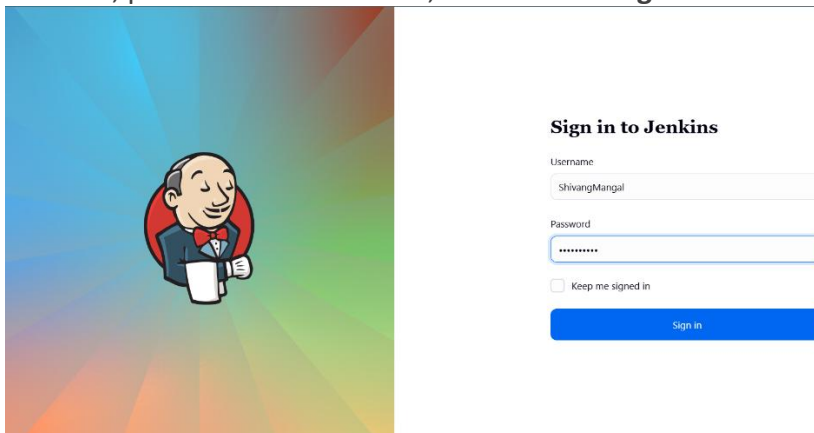 Sign in to Jenkins
Username
ShivangMangal
Password
••••••••••
Keep me signed in
Sign in